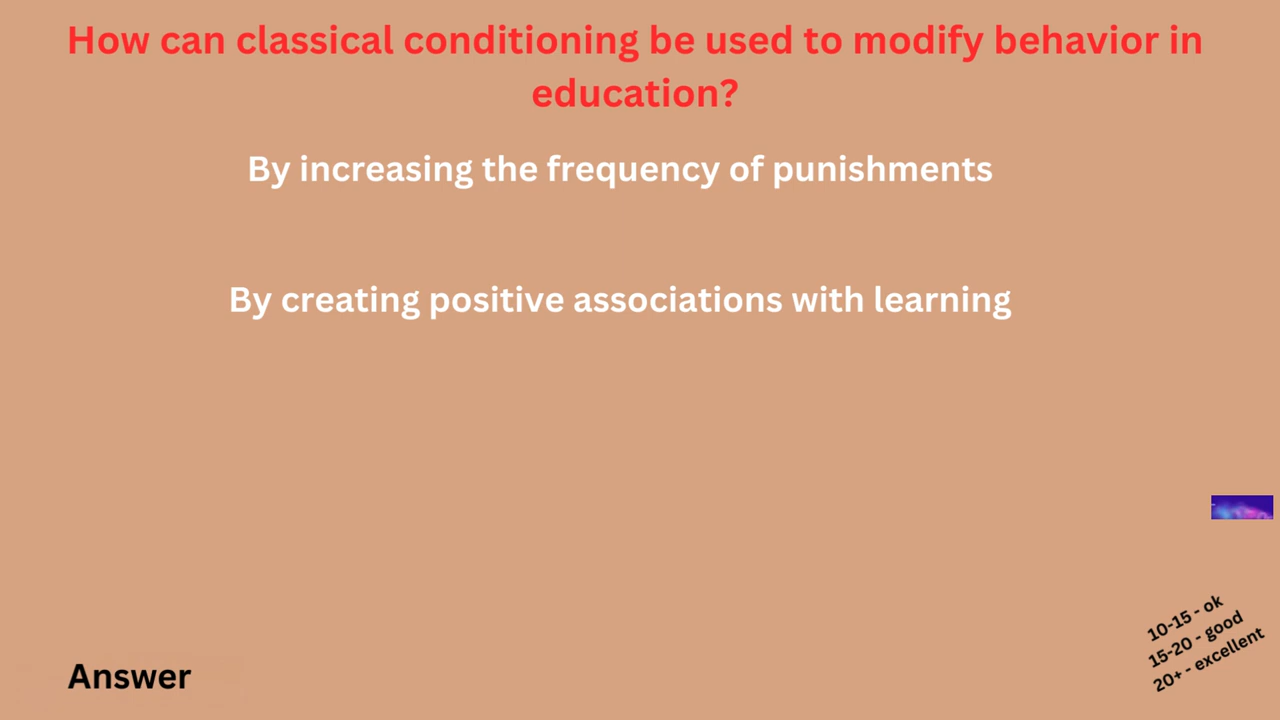 How can classical conditioning be used to modify behavior in
education?
By increasing the frequency of punishments
By creating positive associations with learning
10-15 - ok
15-20 - good
20+ - excellent
Answer